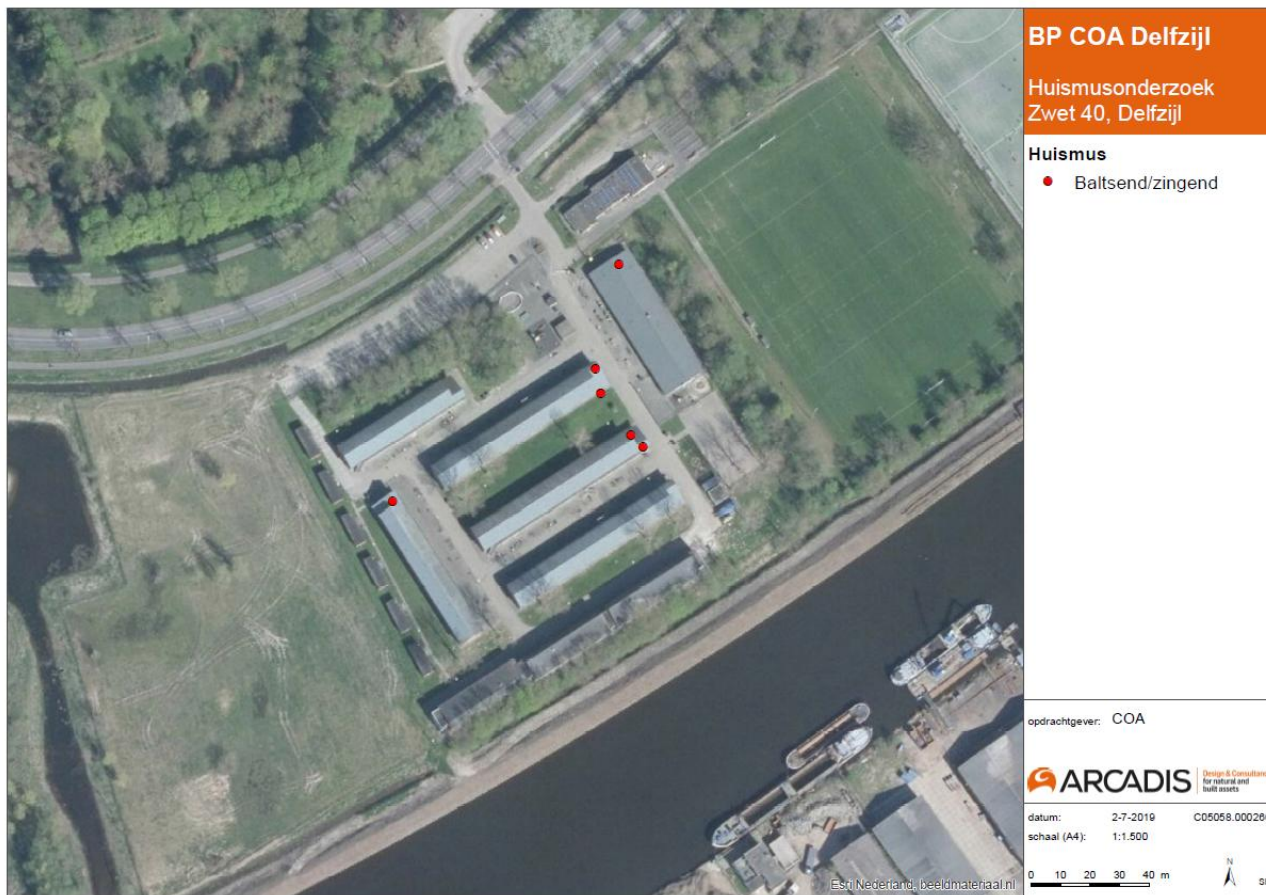 BP COA Delfzijl
Huismusonderzoek
Zwet 40, Delfzijl
Huismus
Baltsend/zingend
opdrachtgever: COA
ARCADIS
Design & Consultancy
for natural and
built assets
datum: 2-7-2019
schaal (A4): 1:1.500
0 10 20 30 40 m
N
Esri Nederland, beeldmateriaal.nl